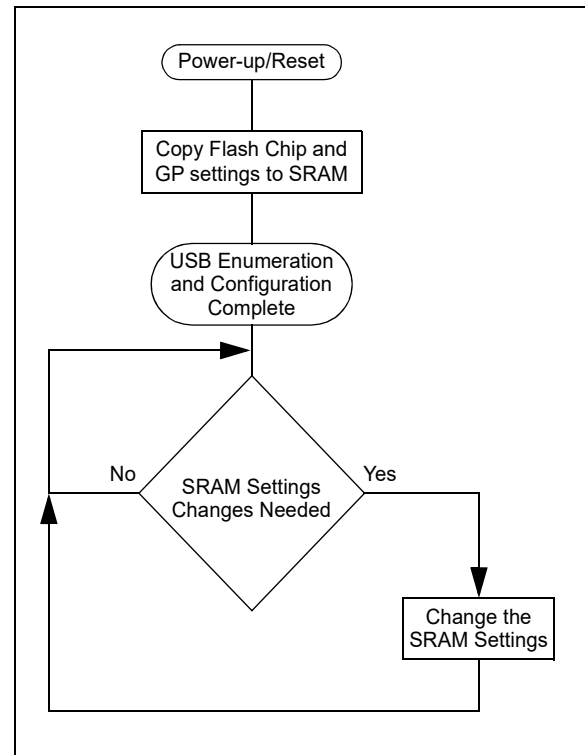 Power-up/Reset
Copy Flash Chip and
GP settings to SRAM
USB Enumeration
and Configuration
Complete
No
Yes
SRAM Settings
Changes Needed
Change the
SRAM Settings